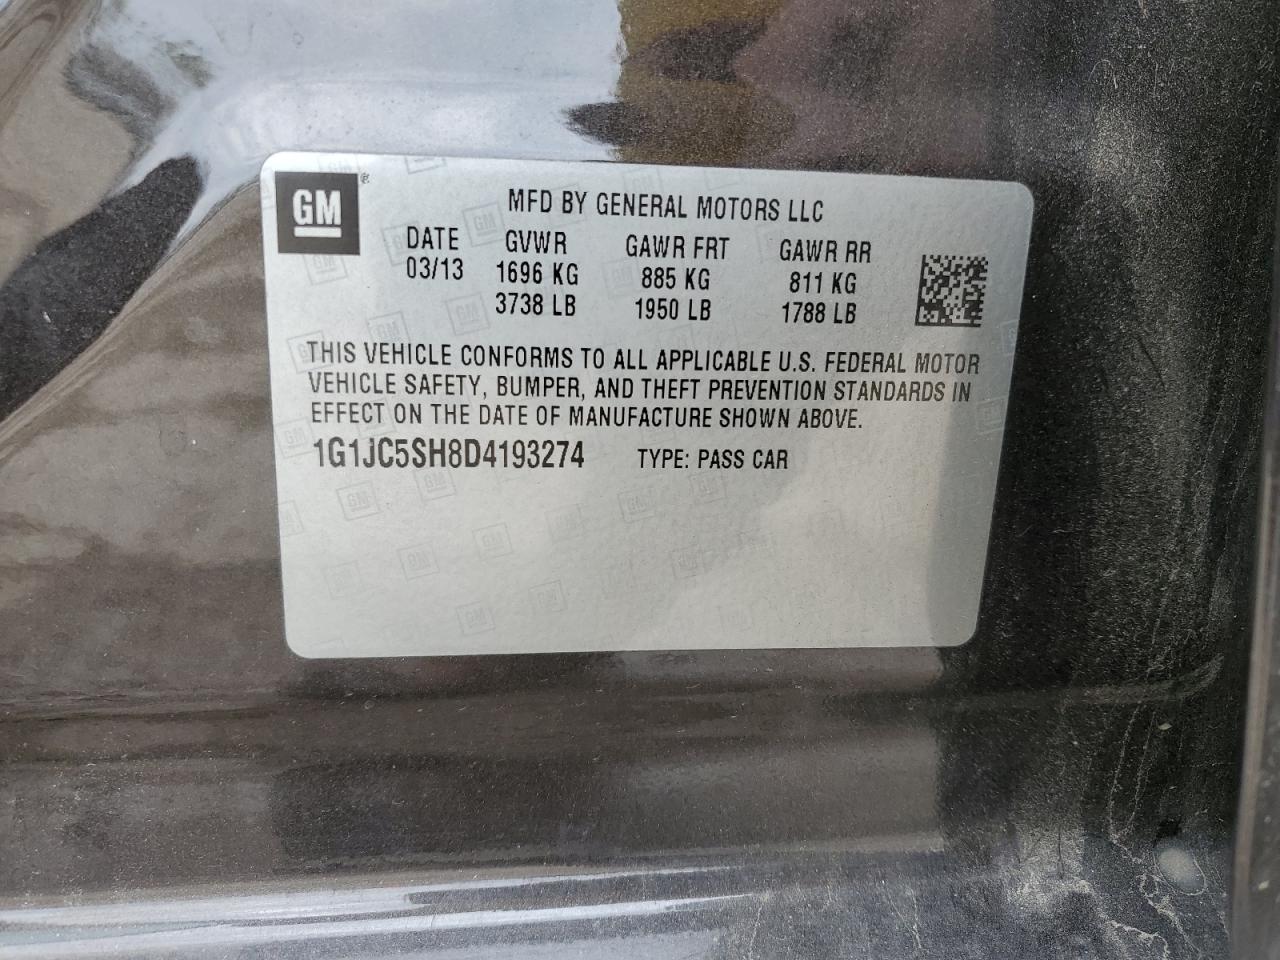 GM
MFD BY GENERAL MOTORS LLC
DATE GVWR GAWR FRT GAWR RR
03/13 1696 KG 885 KG 811 KG
3738 LB 1950 LB 1788 LB
THIS VEHICLE CONFORMS TO ALL APPLICABLE U.S. FEDERAL MOTOR
VEHICLE SAFETY, BUMPER, AND THEFT PREVENTION STANDARDS IN
EFFECT ON THE DATE OF MANUFACTURE SHOWN ABOVE.
1G1JC5SH8D4193274 TYPE: PASS CAR